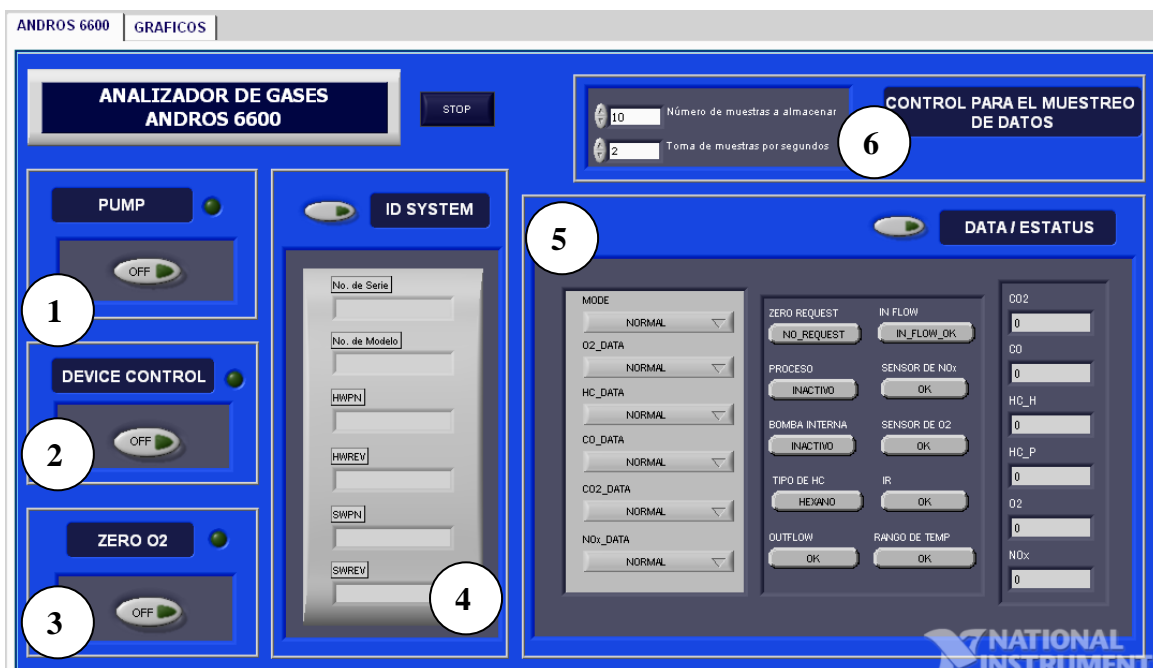 ANDROS 6600
GRAFICOS
ANALIZADOR DE GASES
ANDROS 6600
STOP
10 Número de muestras a almacenar
2 Toma de muestras por segundos
6
CONTROL PARA EL MUESTREO
DE DATOS
PUMP
OFF
1
DEVICE CONTROL
OFF
2
ZERO O2
OFF
3
ID SYSTEM
No. de Serie
No. de Modelo
HWPN
HWREV
SWPN
SWREV
4
5
DATA / ESTATUS
MODE
NORMAL
O2_DATA
NORMAL
HC_DATA
NORMAL
CO_DATA
NORMAL
CO2_DATA
NORMAL
NOx_DATA
NORMAL
ZERO REQUEST
NO_REQUEST
PROCESO
INACTIVO
BOMBA INTERNA
INACTIVO
TIPO DE HC
HEXANO
OUTFLOW
OK
IN FLOW
IN_FLOW_OK
SENSOR DE NOx
OK
SENSOR DE O2
OK
IR
OK
RANGO DE TEMP
OK
CO2
0
CO
0
HC_H
0
HC_P
0
O2
0
NOx
0
NATIONAL
INSTRUMENT